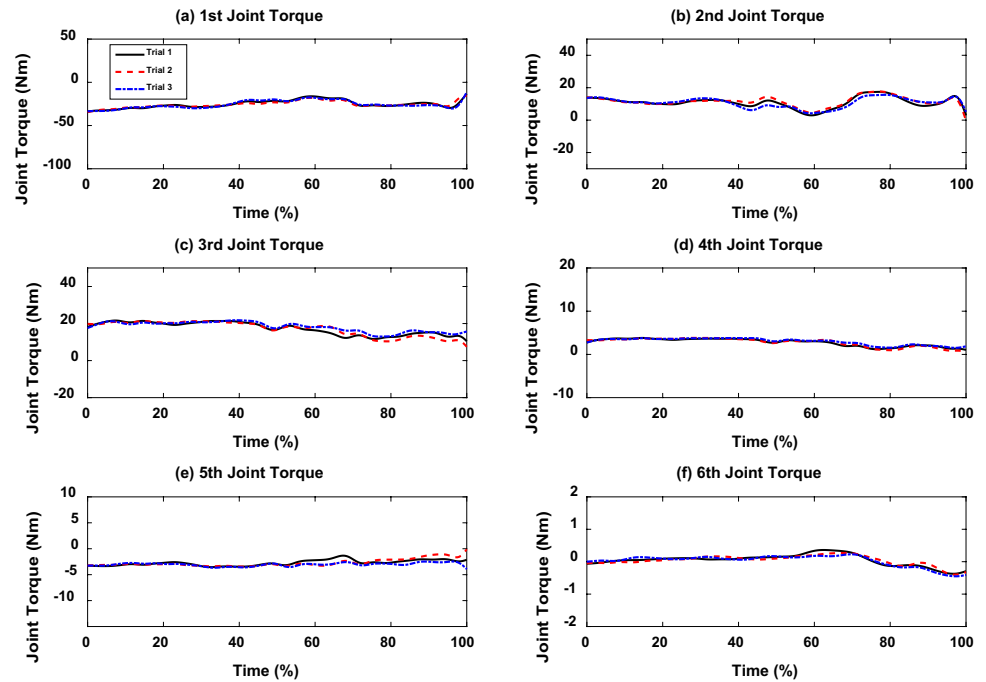 (a) 1st Joint Torque
Joint Torque (Nm)
50
0
-50
-100
Trial 1
Trial 2
Trial 3
0 20 40 60 80 100
Time (%)
(b) 2nd Joint Torque
Joint Torque (Nm)
40
20
0
-20
0 20 40 60 80 100
Time (%)
(c) 3rd Joint Torque
Joint Torque (Nm)
40
20
0
-20
0 20 40 60 80 100
Time (%)
(d) 4th Joint Torque
Joint Torque (Nm)
20
10
0
-10
0 20 40 60 80 100
Time (%)
(e) 5th Joint Torque
Joint Torque (Nm)
10
5
0
-5
-10
0 20 40 60 80 100
Time (%)
(f) 6th Joint Torque
Joint Torque (Nm)
2
1
0
-1
-2
0 20 40 60 80 100
Time (%)